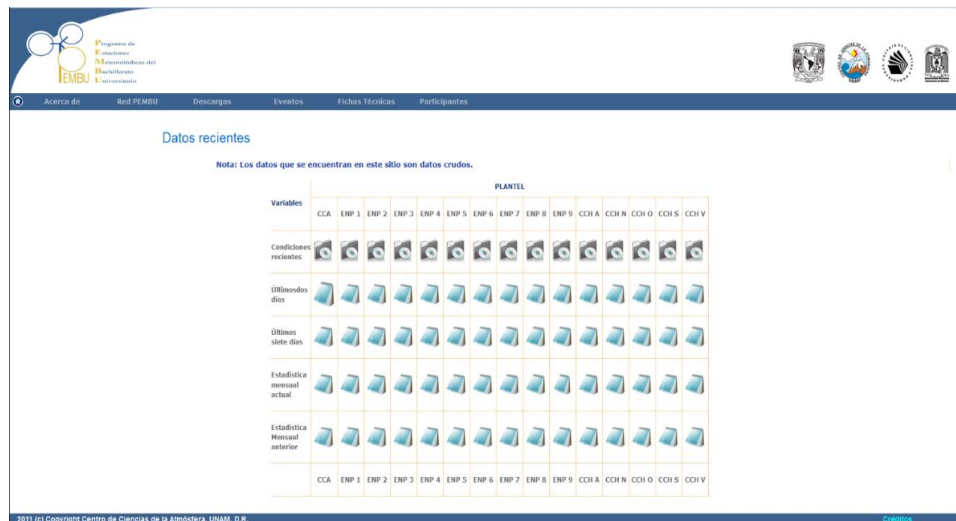 Programa de
Estaciones
Meteorológicas del
Bachillerato
Universitario
PEMBU
Acerca de Red PEMBU Descargas Eventos Fichas Técnicas Participantes
Datos recientes
Nota: Los datos que se encuentran en este sitio son datos crudos.
PLANTEL
Variables
CCA ENP 1 ENP 2 ENP 3 ENP 4 ENP 5 ENP 6 ENP 7 ENP 8 ENP 9 CCH A CCH N CCH O CCH S CCH V
Condiciones
recientes
Últimosdos
días
Últimos
siete días
Estadística
mensual
actual
Estadística
Mensual
anterior
CCA ENP 1 ENP 2 ENP 3 ENP 4 ENP 5 ENP 6 ENP 7 ENP 8 ENP 9 CCH A CCH N CCH O CCH S CCH V
2011 (c) Copyright Centro de Ciencias de la Atmósfera, UNAM, D.R. Créditos